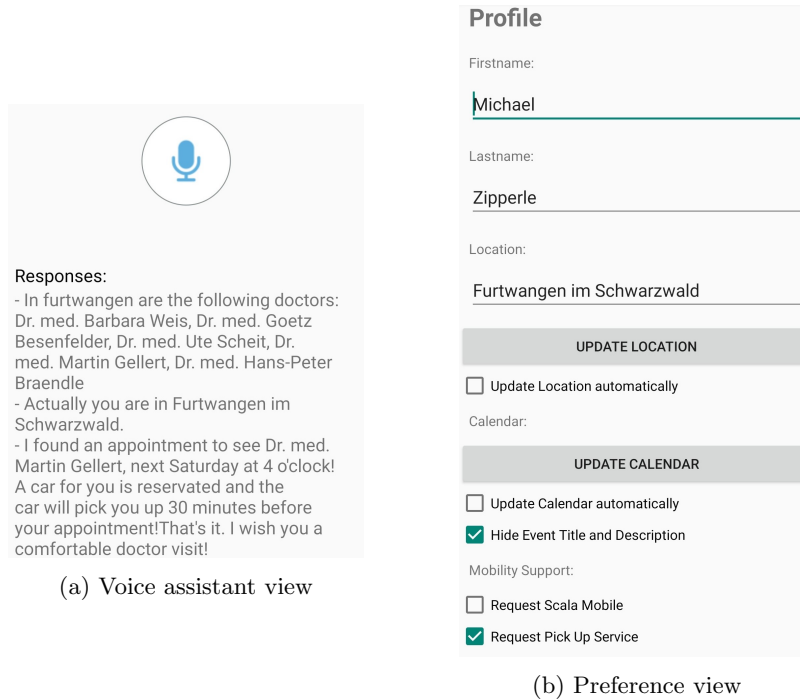 Responses:
- In furtwangen are the following doctors:
Dr. med. Barbara Weis, Dr. med. Goetz
Besenfelder, Dr. med. Ute Scheit, Dr.
med. Martin Gellert, Dr. med. Hans-Peter
Braendle
- Actually you are in Furtwangen im
Schwarzwald.
- I found an appointment to see Dr. med.
Martin Gellert, next Saturday at 4 o'clock!
A car for you is reservated and the
car will pick you up 30 minutes before
your appointment!That's it. I wish you a
comfortable doctor visit!
(a) Voice assistant view
Profile
Firstname:
Michael
Lastname:
Zipperle
Location:
Furtwangen im Schwarzwald
UPDATE LOCATION
Update Location automatically
Calendar:
UPDATE CALENDAR
Update Calendar automatically
Hide Event Title and Description
Mobility Support:
Request Scala Mobile
Request Pick Up Service
(b) Preference view